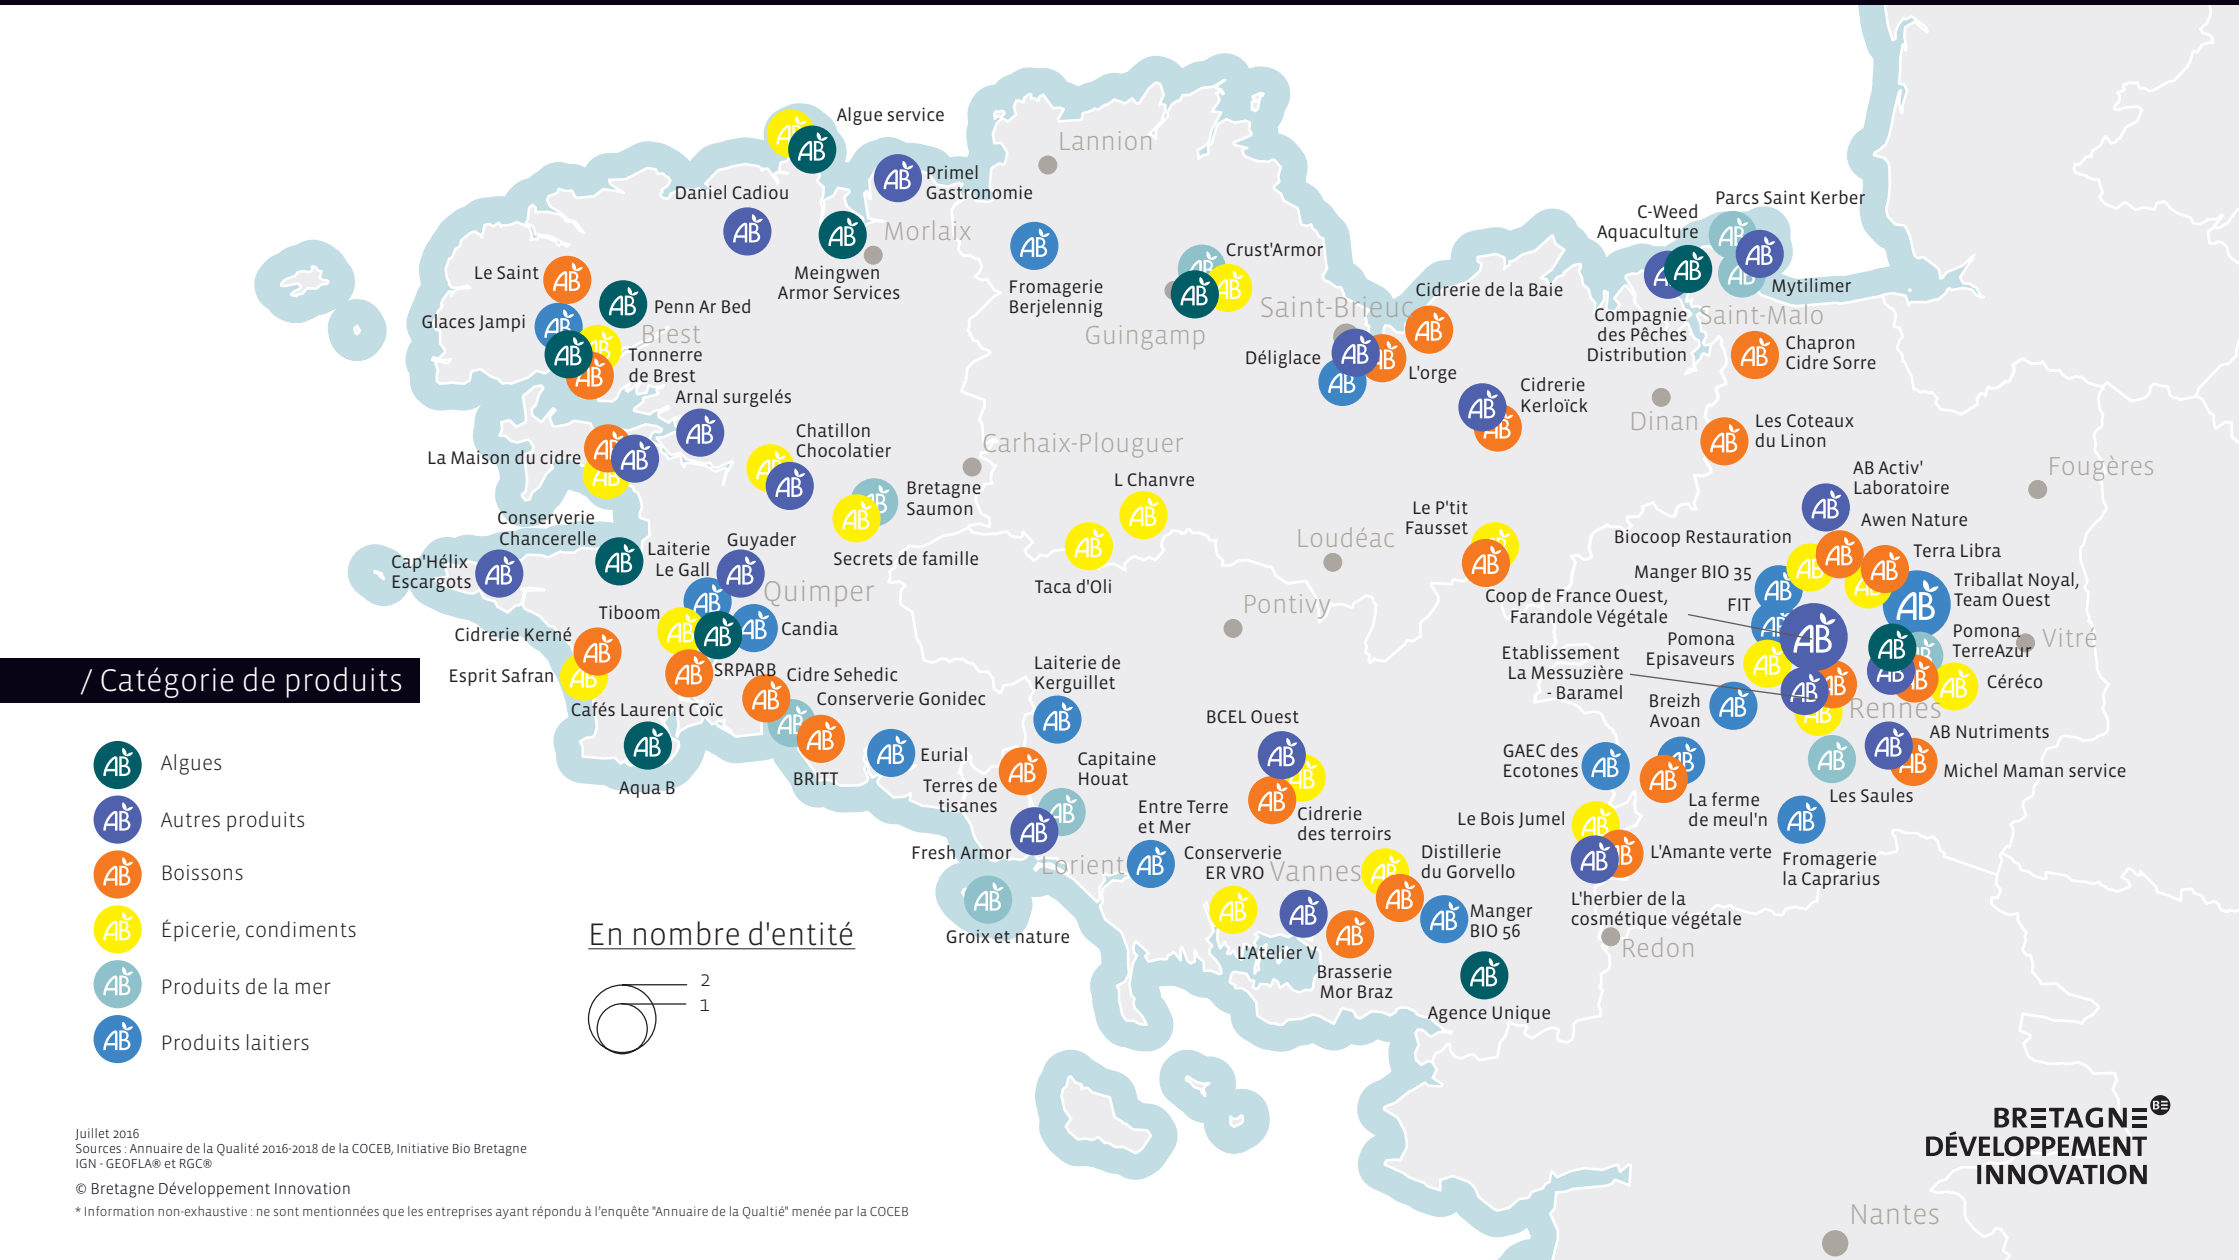 Algue service
Lannion
Primel
Gastronomie
Daniel Cadiou
Morlaix
Parcs Saint Kerber
C-Weed
Aquaculture
Le Saint
Meingwen
Armor Services
Penn Ar Bed
Fromagerie
Berjelennig
Crust'Armor
Cidrerie de la Baie
Mytilimer
Glaces Jampi
Brest
Saint-Brieuc
Guingamp
Compagnie
des Pêches
Distribution
Saint-Malo
Tonnerre
de Brest
Déliglace
L'orge
Chapron
Cidre Sorre
Arnal surgelés
Cidrerie
Kerloïck
Dinan
Les Coteaux
du Linon
La Maison du cidre
Chatillon
Chocolatier
Carhaix-Plouguer
Fougères
AB Activ'
Laboratoire
Bretagne
Saumon
L Chanvre
Le P'tit
Fausset
Awen Nature
Conserverie
Chancerelle
Guyader
Laiterie
Le Gall
Secrets de famille
Loudéac
Biocoop Restauration
Terra Libra
Cap'Hélix
Escargots
Quimper
Taca d'Oli
Pontivy
Manger BIO 35
Triballat Noyal,
Team Ouest
Coop de France Ouest,
Farandole Végétale
FIT
Tiboom
Candia
Cidrerie Kerné
Pomona
Episaveurs
Pomona
TerreAzur
Vitré
Etablissement
La Messuzière
- Baramel
/ Catégorie de produits
Esprit Safran
SRPARB
Cidre Sehedic
Laiterie de
Kerguillet
Céréco
Conserverie Gonidec
Cafés Laurent Coïc
Breizh
Avoan
Rennes
BCEL Ouest
AB Nutriments
Eurial
GAEC des
Ecotones
Capitaine
Houat
Michel Maman service
BRITT
Aqua B
Terres de
tisanes
Les Saules
La ferme
de meul'n
Entre Terre
et Mer
Cidrerie
des terroirs
Le Bois Jumel
Fresh Armor
Lorient
Conserverie
ER VRO
Vannes
Distillerie
du Gorvello
L'Amante verte
Fromagerie
la Caprarius
L'herbier de la
cosmétique végétale
Manger
BIO 56
Groix et nature
L'Atelier V
Redon
Brasserie
Mor Braz
Agence Unique
Nantes
AB Algues
AB Autres produits
AB Boissons
AB Épicerie, condiments
AB Produits de la mer
AB Produits laitiers
En nombre d'entité
2
1
Juillet 2016
Sources : Annuaire de la Qualité 2016-2018 de la COCEB, Initiative Bio Bretagne
IGN - GEOFLA® et RGC®
© Bretagne Développement Innovation
* Information non-exhaustive : ne sont mentionnées que les entreprises ayant répondu à l'enquête "Annuaire de la Qualtié" menée par la COCEB
BRETAGNE BE
DÉVELOPPEMENT
INNOVATION